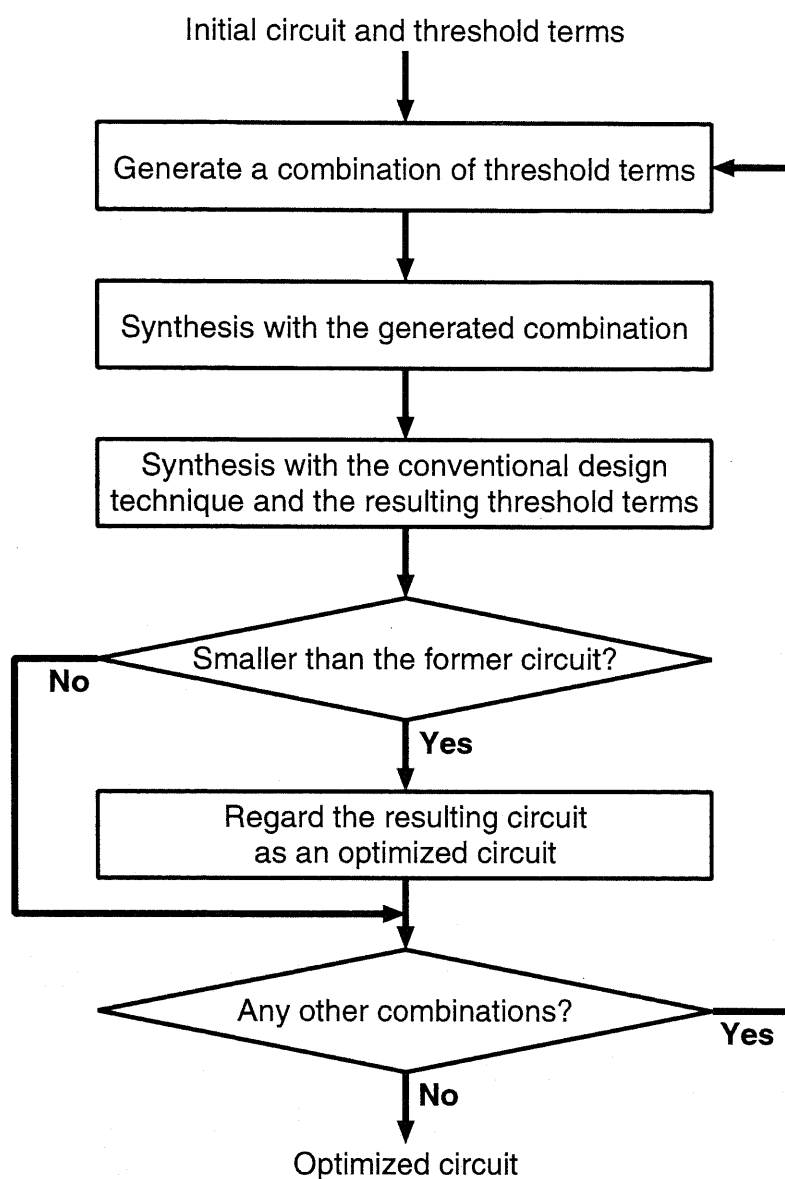 Initial circuit and threshold terms
Generate a combination of threshold terms
Synthesis with the generated combination
Synthesis with the conventional design
technique and the resulting threshold terms
Smaller than the former circuit?
No
Yes
Regard the resulting circuit
as an optimized circuit
Any other combinations?
Yes
No
Optimized circuit